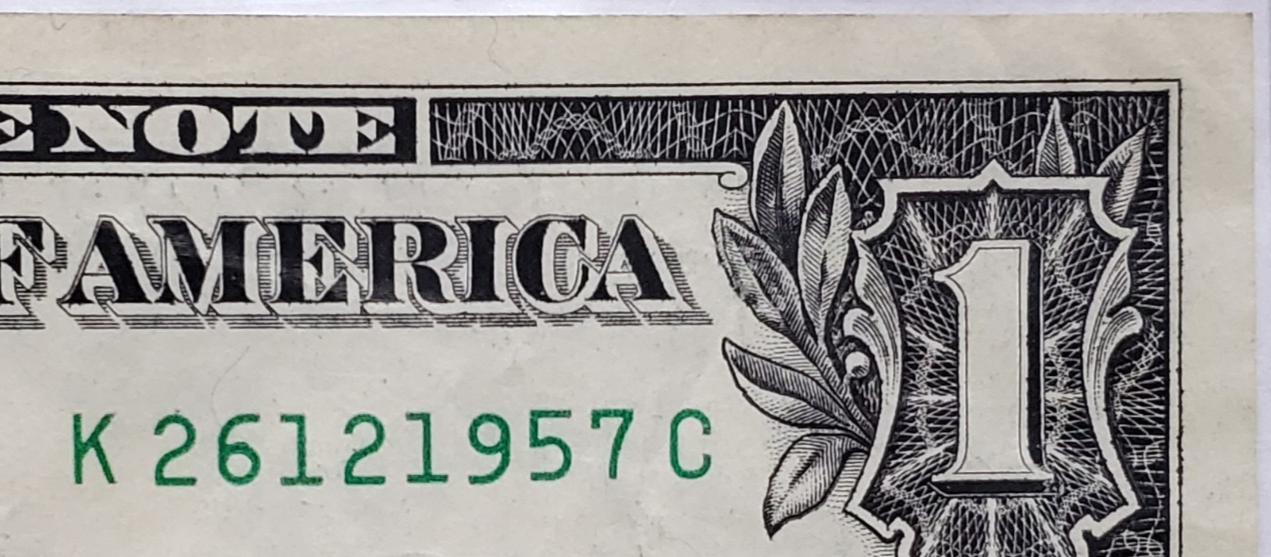 E NOTE
F AMERICA
1
K 26121957 C